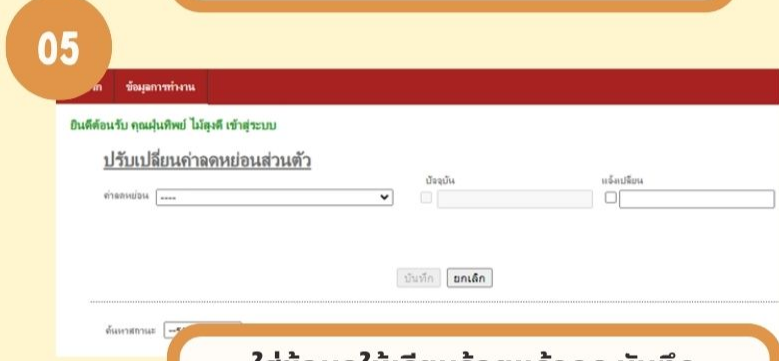 05
ข้อมูลการทำงาน
ยินดีต้อนรับ คุณฝุ่นทิพย์ ไม้สูงดี เข้าสู่ระบบ
ปรับเปลี่ยนค่าลดหย่อนส่วนตัว
ปัจจุบัน
แจ้งเปลี่ยน
ค่าลดหย่อน ----
บันทึก ยกเลิก
ค้นหาสถานะ